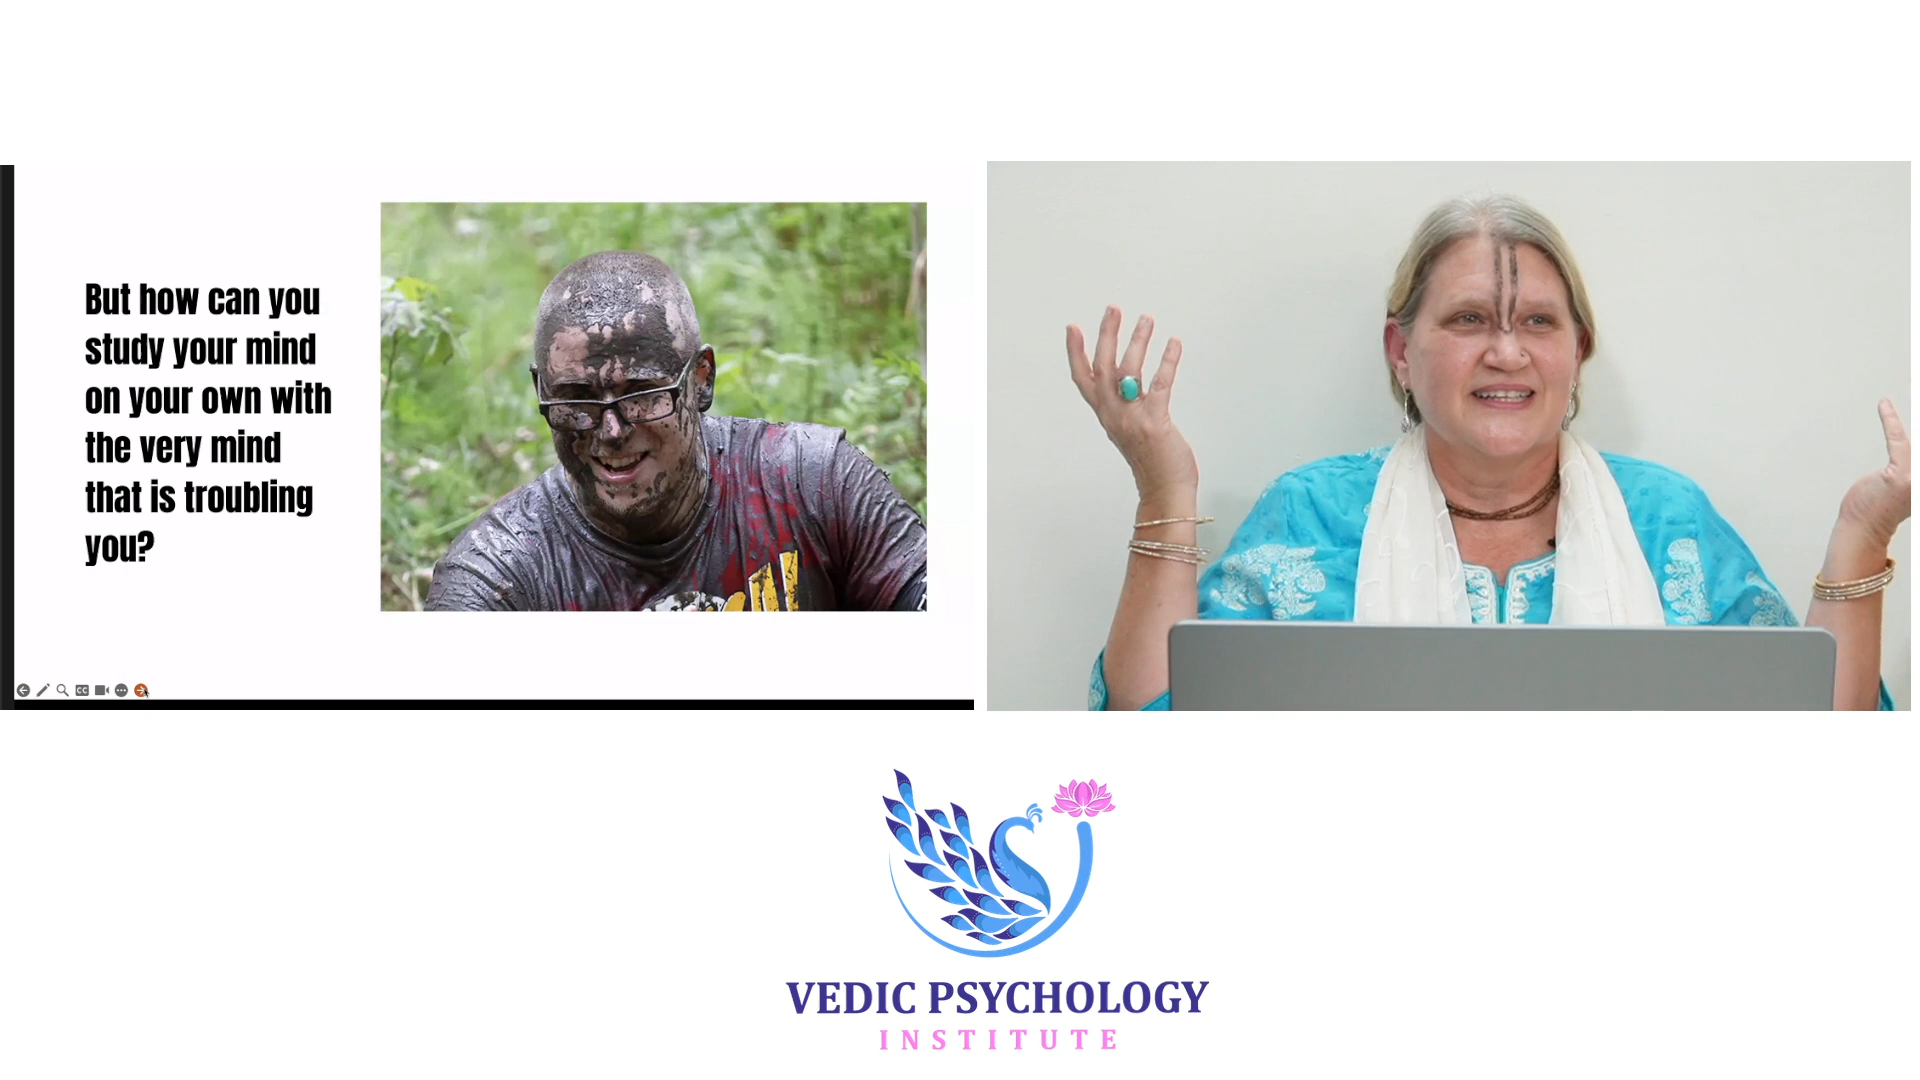 But how can you
study your mind
on your own with
the very mind
that is troubling
you?
CC
VEDIC PSYCHOLOGY
INSTITUTE